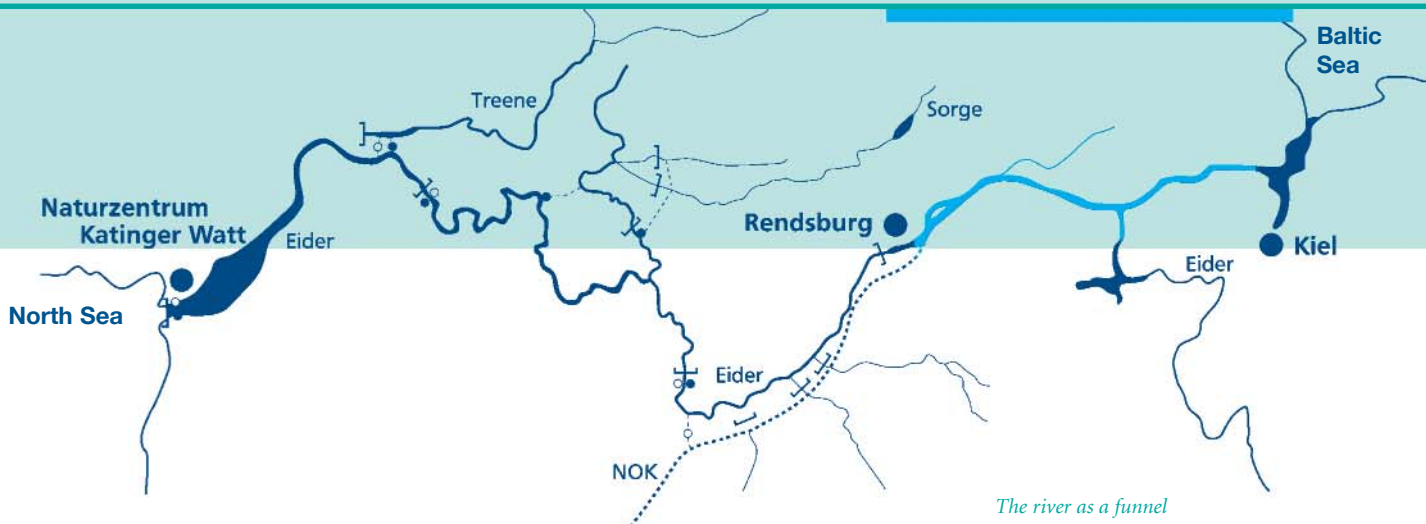 Baltic
Sea
Treene
Sorge
Naturzentrum
Katinger Watt
Eider
Rendsburg
Kiel
Eider
North Sea
Eider
NOK
The river as a funnel